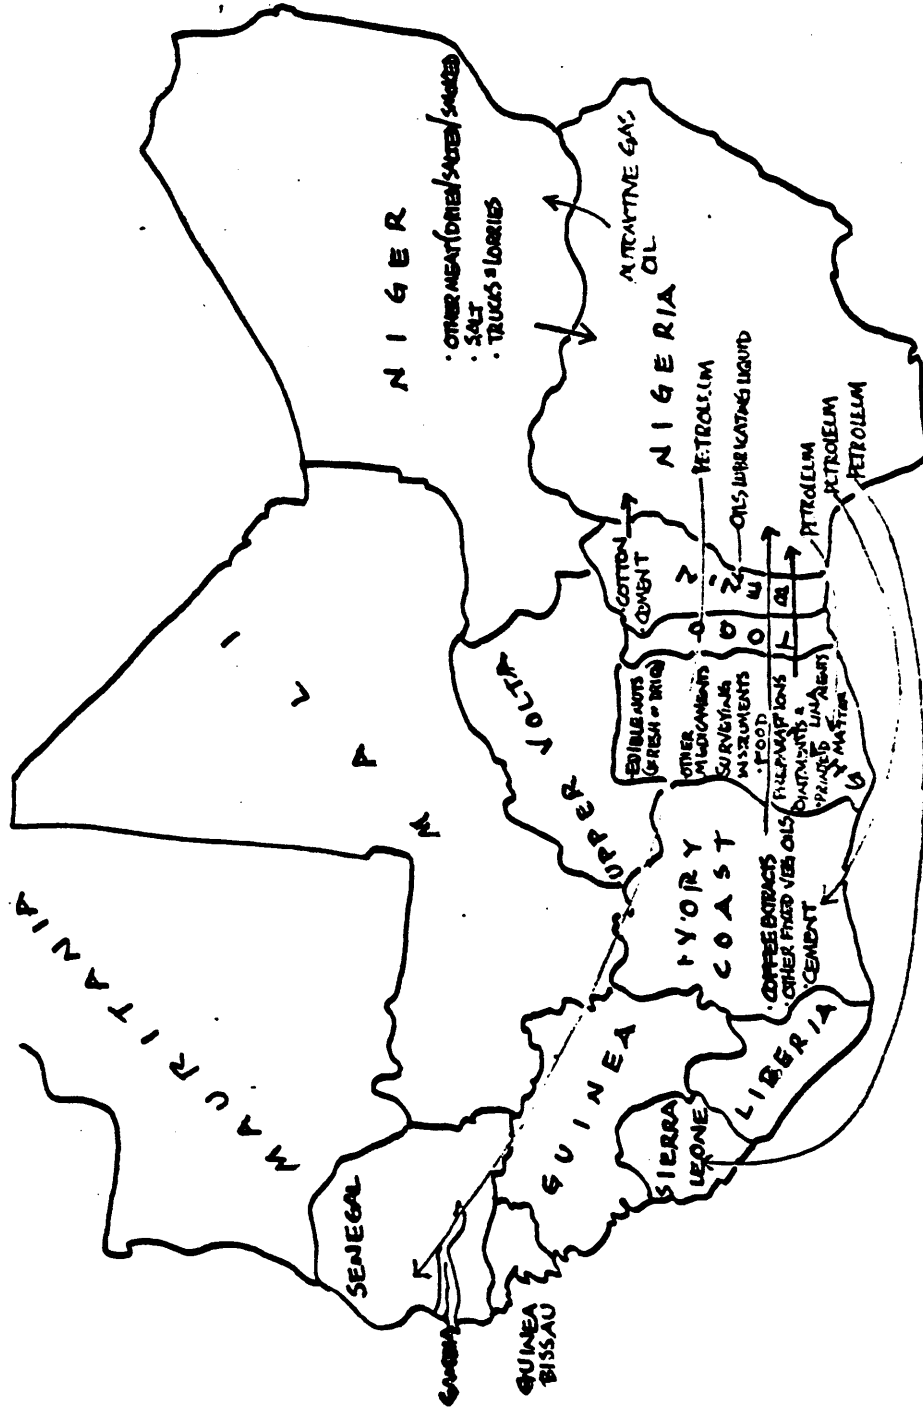 MAURITANIA
MALI
NIGER
· OTHER MEAT (DRIED/SALTED/SMOKED)
· SALT
· TRUCKS & LORRIES
SENEGAL
GAMBIA
GUINEA
BISSAU
GUINEA
SIERRA
LEONE
LIBERIA
UPPER VOLTA
IVORY
COAST
· COFFEE EXTRACTS
· OTHER FIXED VEG OILS
· CEMENT
EDIBLE NUTS
(FRESH or DRIED)
OTHER
MEDICAMENTS
SURVEYING
INSTRUMENTS
· FOOD
PREPARATIONS
OINTMENTS &
LINAMENTS
· PRINTED
MATTER
TOGO
BENIN
COTTON
· CEMENT
NIGERIA
AUTOMOTIVE GAS
OIL
PETROLEUM
OILS LUBRICATING LIQUID
PETROLEUM
PETROLEUM
PETROLEUM